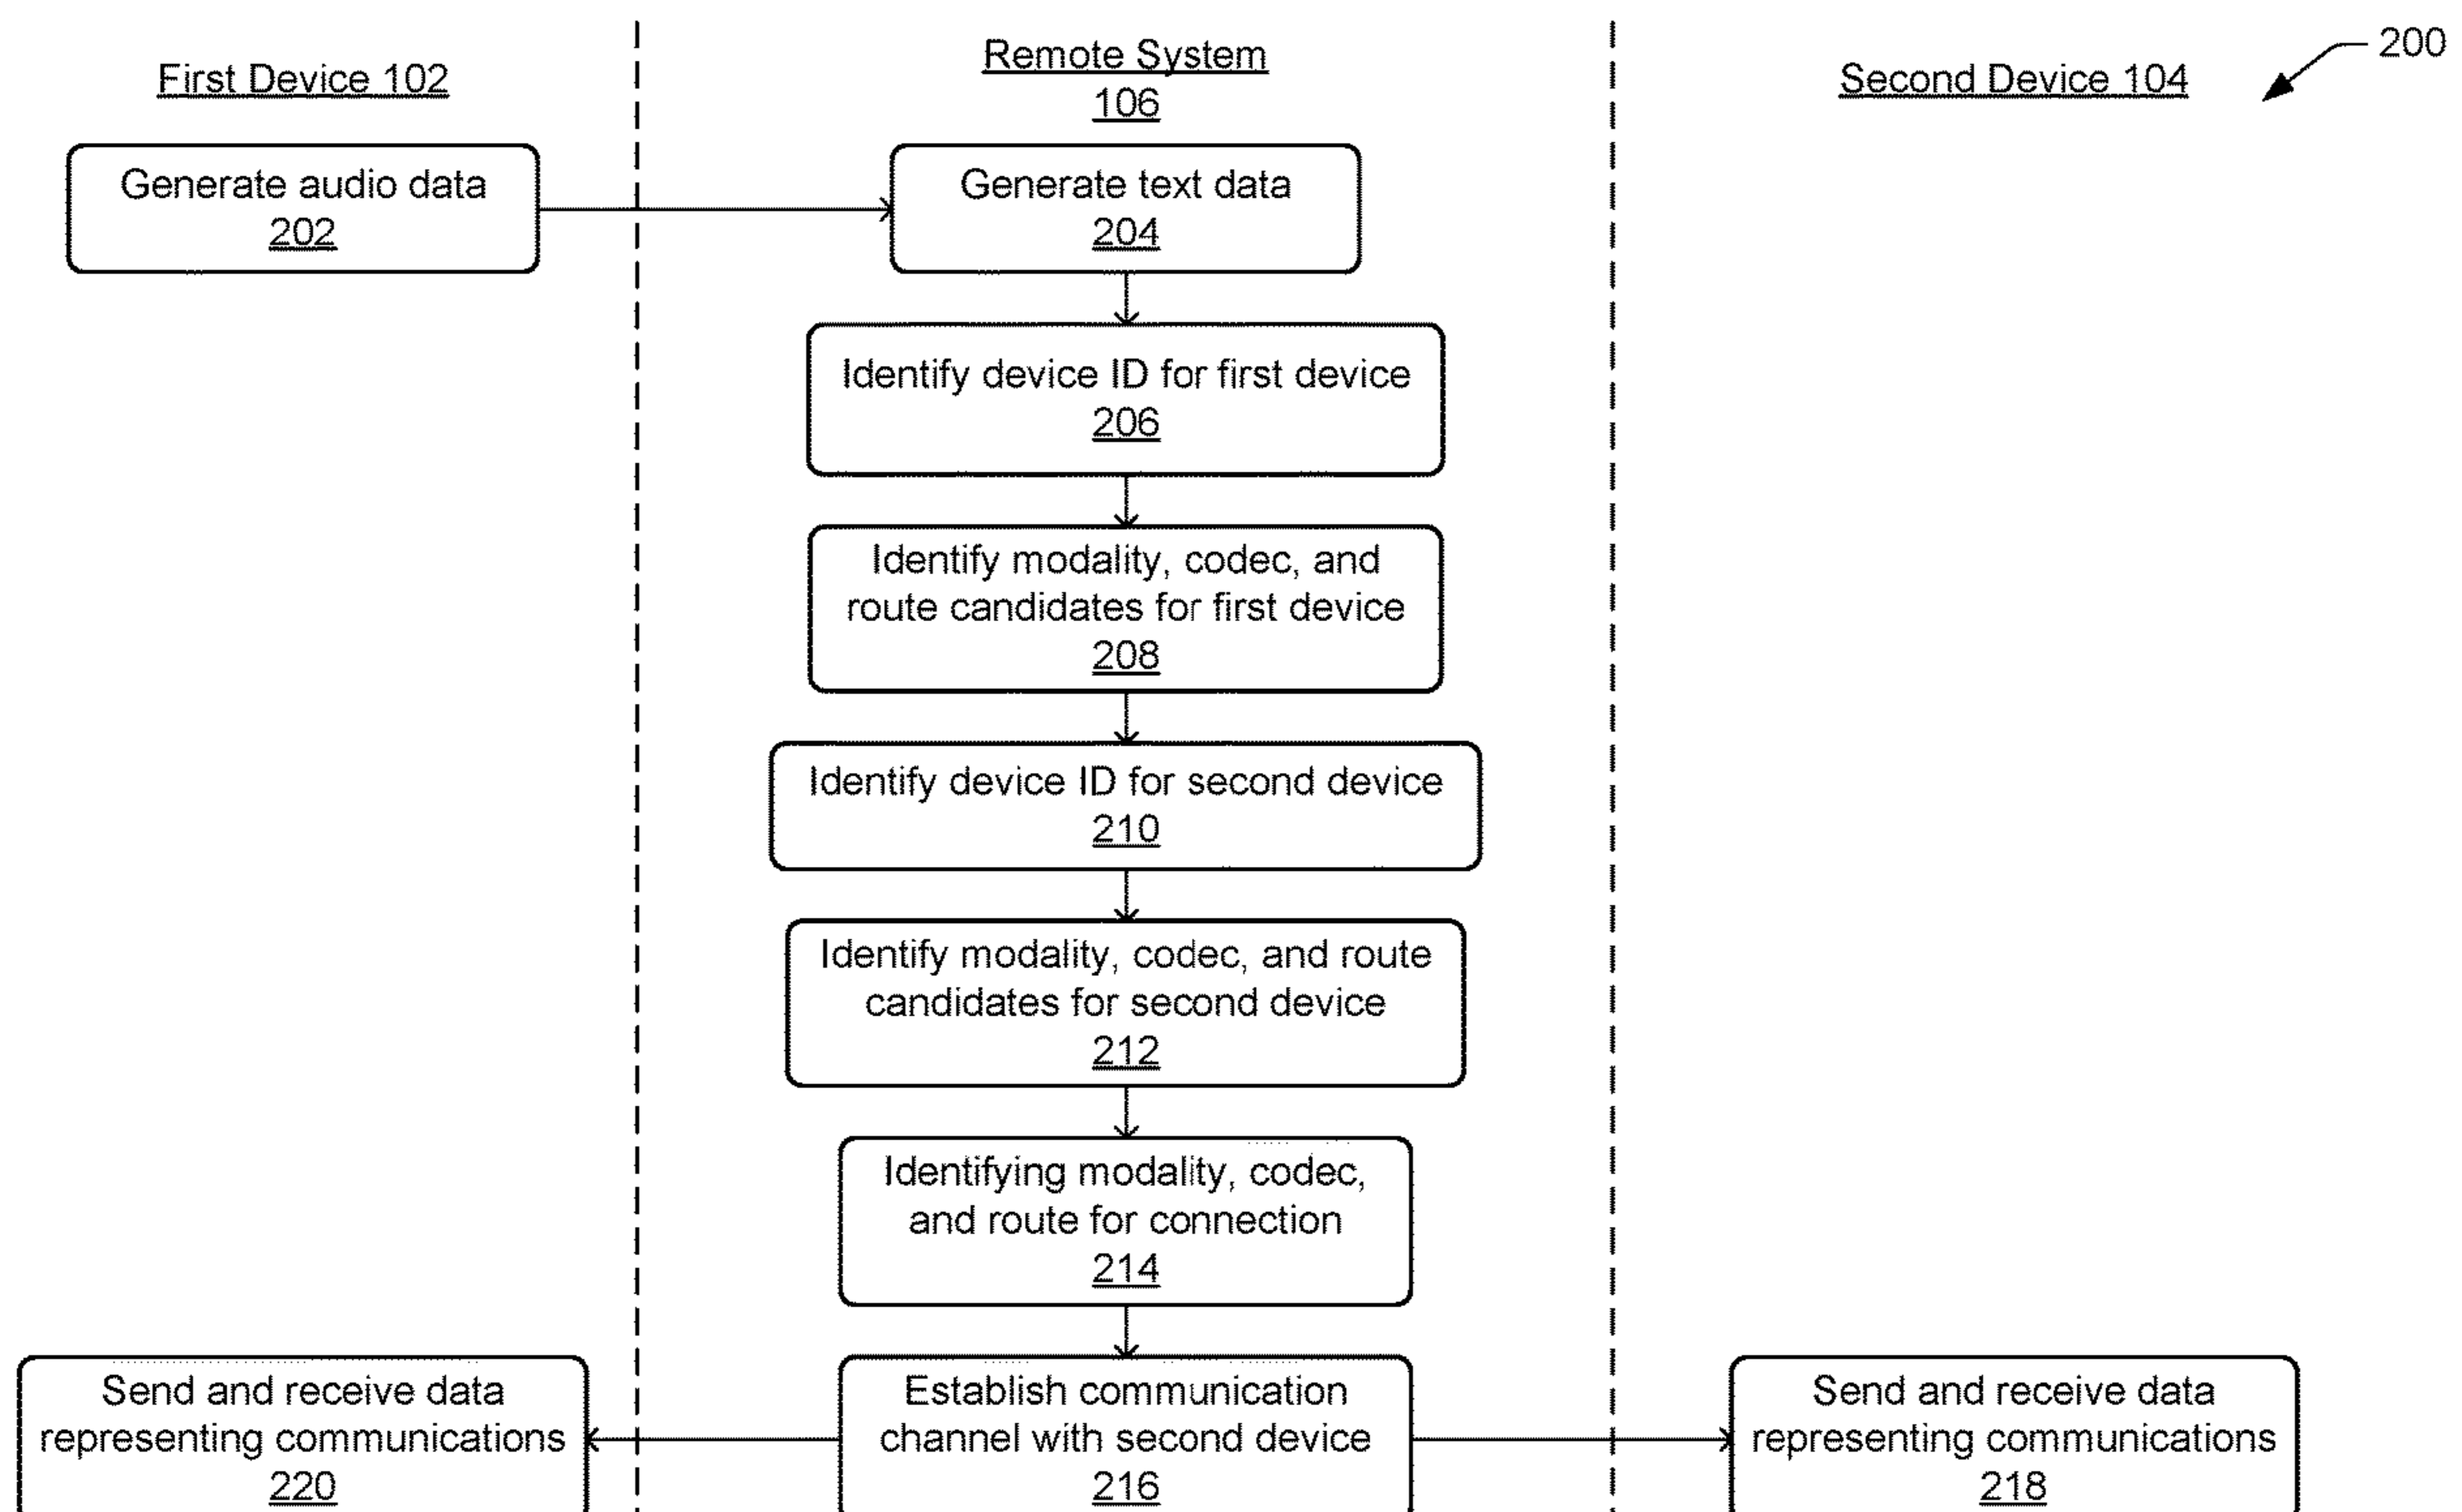 200
First Device 102
Remote System
106
Second Device 104
Generate audio data
202
Generate text data
204
Identify device ID for first device
206
Identify modality, codec, and
route candidates for first device
208
Identify device ID for second device
210
Identify modality, codec, and route
candidates for second device
212
Identifying modality, codec,
and route for connection
214
Send and receive data
representing communications
220
Establish communication
channel with second device
216
Send and receive data
representing communications
218